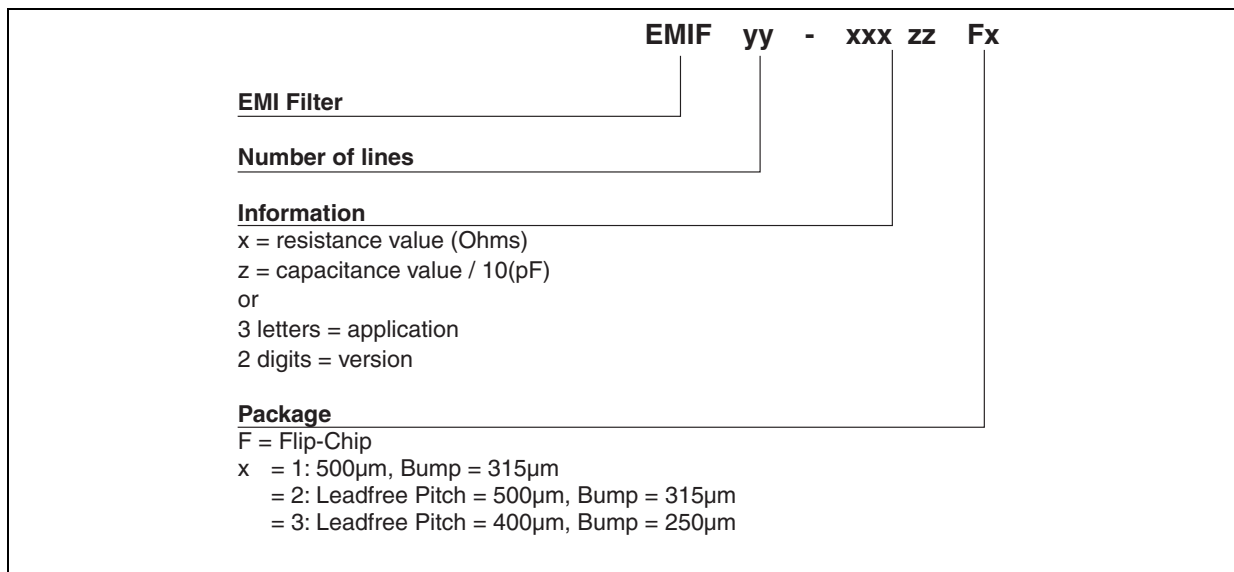 EMIF yy - xxx zz Fx
EMI Filter
Number of lines
Information
x = resistance value (Ohms)
z = capacitance value / 10(pF)
or
3 letters = application
2 digits = version
Package
F = Flip-Chip
x = 1: 500µm, Bump = 315µm
= 2: Leadfree Pitch = 500µm, Bump = 315µm
= 3: Leadfree Pitch = 400µm, Bump = 250µm